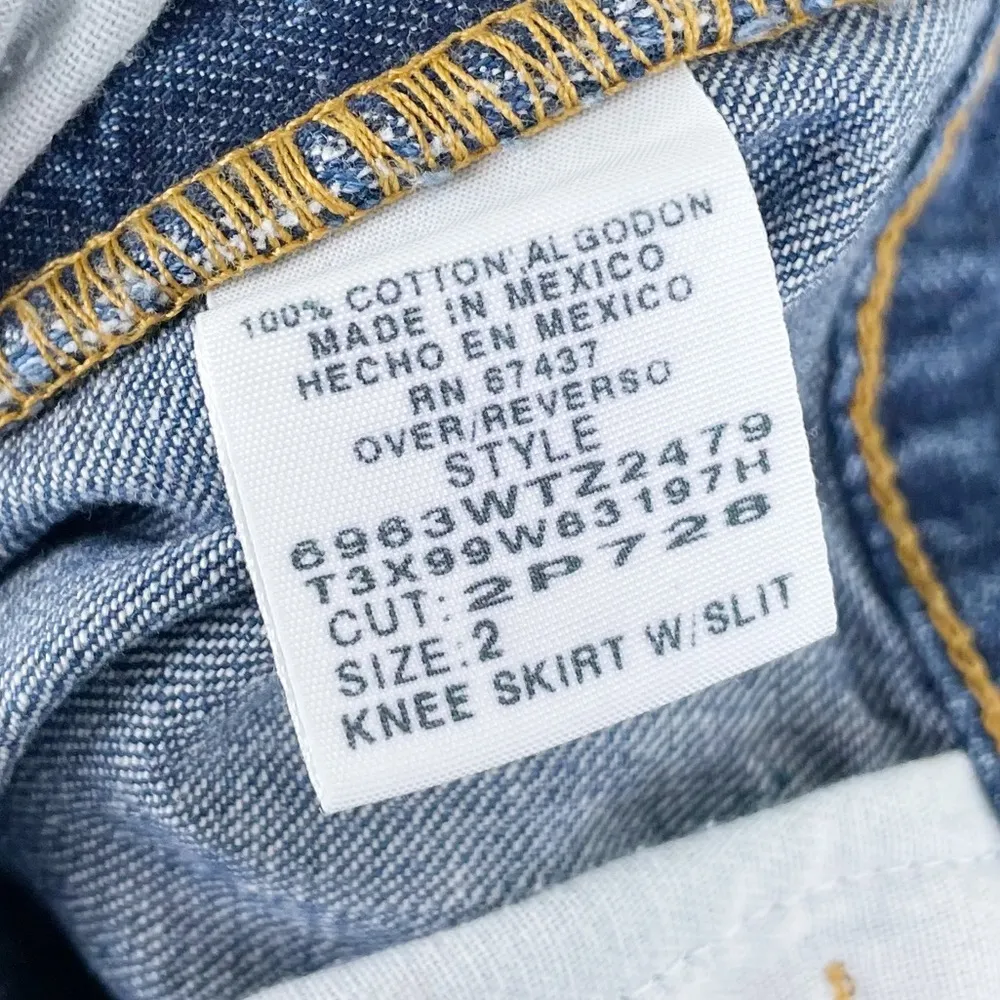 100% COTTON/ALGODON
MADE IN MEXICO
HECHO EN MEXICO
RN 67437
OVER/REVERSO
STYLE
6963WTZ2479
T3X99W63197H
CUT: 2P728
SIZE: 2
KNEE SKIRT W/SLIT